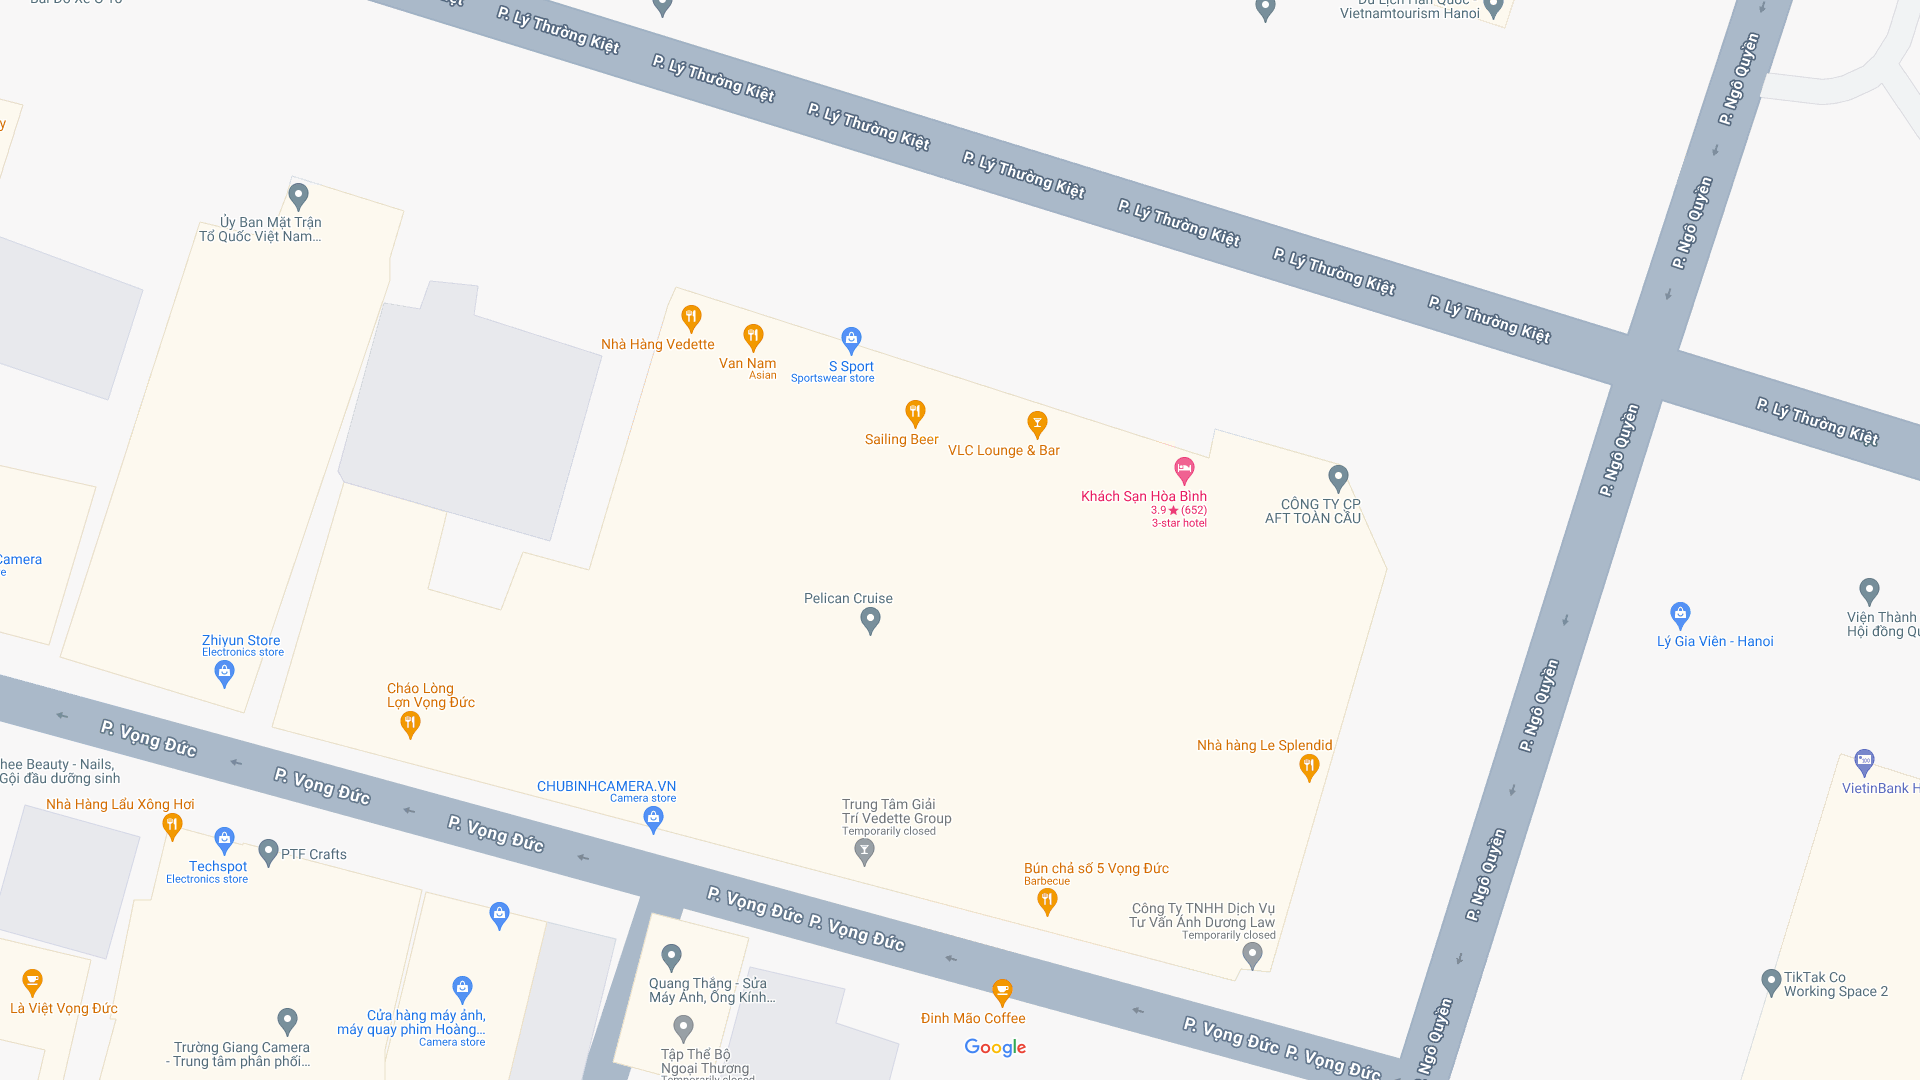 P. Lý Thường Kiệt
P. Lý Thường Kiệt
P. Lý Thường Kiệt
P. Lý Thường Kiệt
P. Lý Thường Kiệt
P. Lý Thường Kiệt
P. Lý Thường Kiệt
P. Lý Thường Kiệt
Vietnamtourism Hanoi
P. Ngô Quyền
P. Ngô Quyền
P. Ngô Quyền
P. Ngô Quyền
P. Ngô Quyền
Ngô Quyền
Ủy Ban Mặt Trận
Tổ Quốc Việt Nam...
Nhà Hàng Vedette
Van Nam
Asian
S Sport
Sportswear store
Sailing Beer
VLC Lounge & Bar
Khách Sạn Hòa Bình
3.9★(652)
3-star hotel
CÔNG TY CP
AFT TOÀN CẦU
Camera
Pelican Cruise
Viện Thành
Hội đồng Qu
Lý Gia Viên - Hanoi
Zhiyun Store
Electronics store
Cháo Lòng
Lợn Vọng Đức
Nhà hàng Le Splendid
P. Vọng Đức
P. Vọng Đức
P. Vọng Đức
P. Vọng Đức
P. Vọng Đức
P. Vọng Đức
P. Vọng Đức
hee Beauty - Nails,
Gội đầu dưỡng sinh
Nhà Hàng Lẩu Xông Hơi
CHUBINHCAMERA.VN
Camera store
Trung Tâm Giải
Trí Vedette Group
Temporarily closed
VietinBank H
Techspot
Electronics store
PTF Crafts
Bún chả số 5 Vọng Đức
Barbecue
Công Ty TNHH Dịch Vụ
Tư Vấn Ánh Dương Law
Temporarily closed
Quang Thắng - Sửa
Máy Ảnh, Ống Kính...
TikTak Co
Working Space 2
Là Việt Vọng Đức
Cửa hàng máy ảnh,
máy quay phim Hoàng...
Camera store
Đinh Mão Coffee
Trường Giang Camera
- Trung tâm phân phối...
Tập Thể Bộ
Ngoại Thương
Temporarily closed
Google